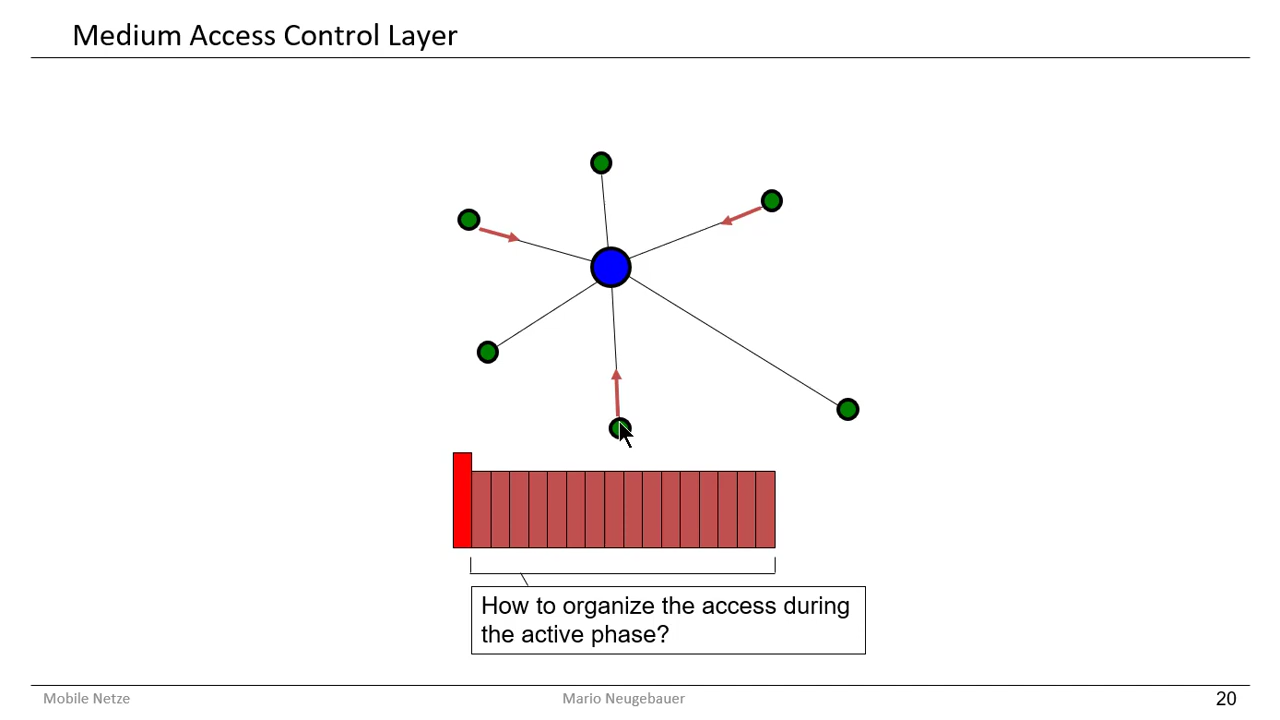 Medium Access Control Layer
How to organize the access during
the active phase?
Mobile Netze
Mario Neugebauer
20